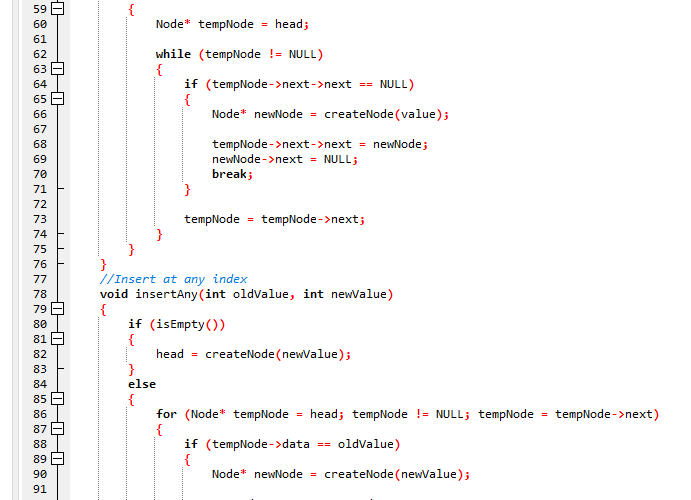 59 {
60 Node* tempNode = head;
61
62 while (tempNode != NULL)
63 {
64 if (tempNode->next->next == NULL)
65 {
66 Node* newNode = createNode(value);
67
68 tempNode->next->next = newNode;
69 newNode->next = NULL;
70 break;
71 }
72
73 tempNode = tempNode->next;
74 }
75 }
76 }
77 //Insert at any index
78 void insertAny(int oldValue, int newValue)
79 {
80 if (isEmpty())
81 {
82 head = createNode(newValue);
83 }
84 else
85 {
86 for (Node* tempNode = head; tempNode != NULL; tempNode = tempNode->next)
87 {
88 if (tempNode->data == oldValue)
89 {
90 Node* newNode = createNode(newValue);
91